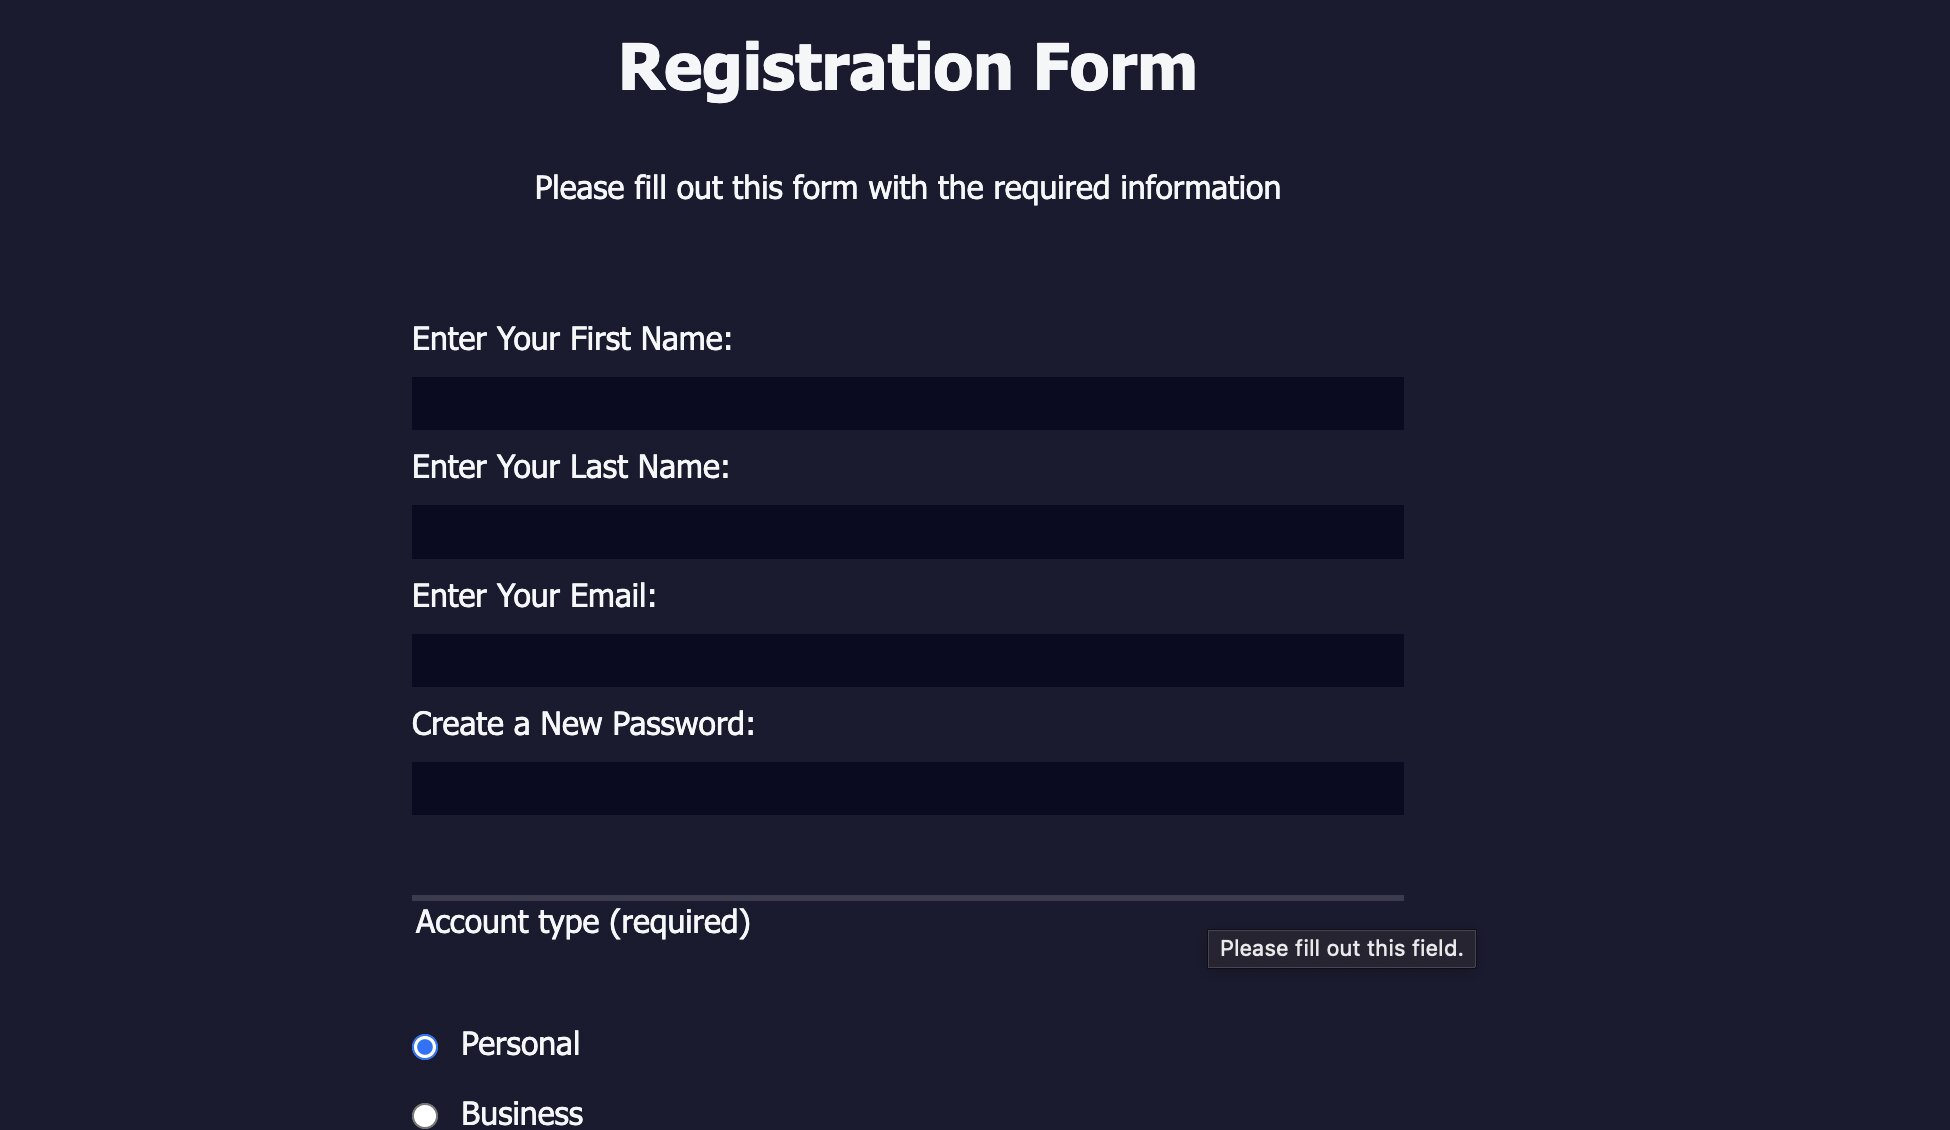 Registration Form
Please fill out this form with the required information
Enter Your First Name:
Enter Your Last Name:
Enter Your Email:
Create a New Password:
Account type (required)
Please fill out this field.
Personal
Business